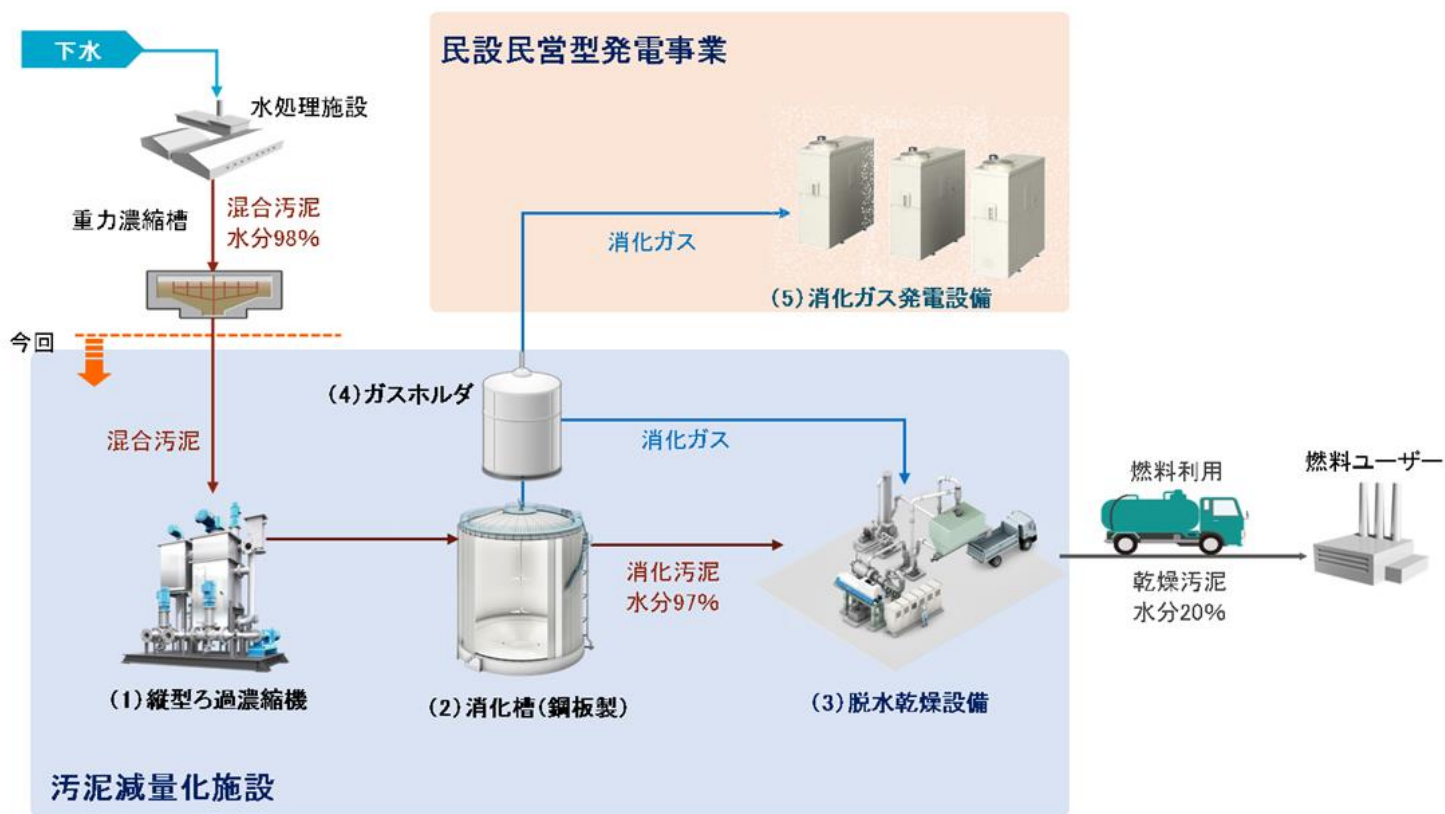 下水
水処理施設
重力濃縮槽
混合汚泥
水分98%
今回
民設民営型発電事業
消化ガス
(5)消化ガス発電設備
(4)ガスホルダ
消化ガス
混合汚泥
(1)縦型ろ過濃縮機
(2)消化槽(鋼板製)
消化汚泥
水分97%
(3)脱水乾燥設備
燃料利用
乾燥汚泥
水分20%
燃料ユーザー
汚泥減量化施設